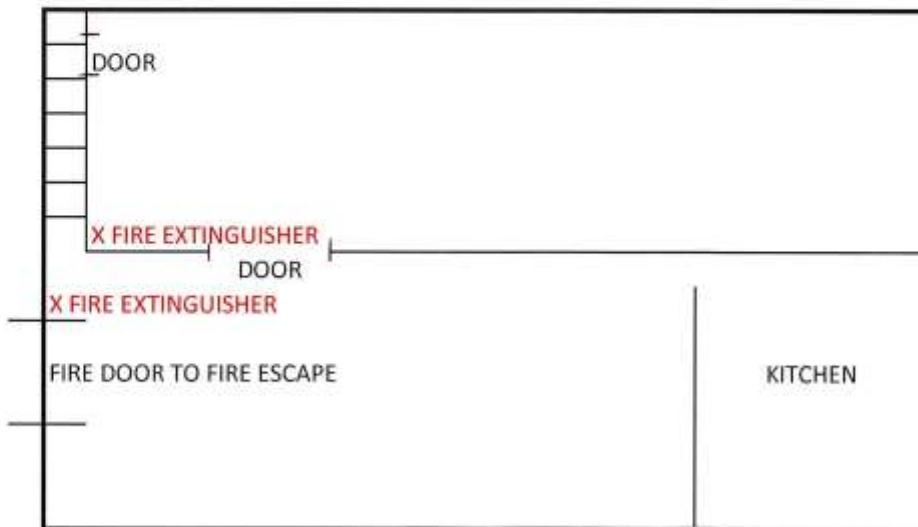 DOOR
X FIRE EXTINGUISHER
DOOR
X FIRE EXTINGUISHER
FIRE DOOR TO FIRE ESCAPE
KITCHEN